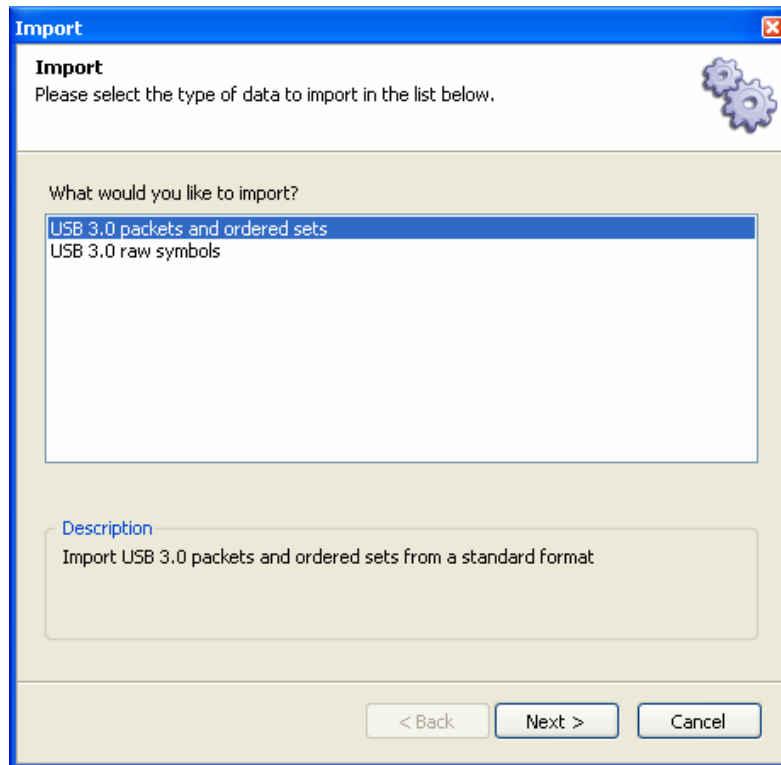 Import
Import
Please select the type of data to import in the list below.
What would you like to import?
USB 3.0 packets and ordered sets
USB 3.0 raw symbols
Description
Import USB 3.0 packets and ordered sets from a standard format
< Back Next > Cancel